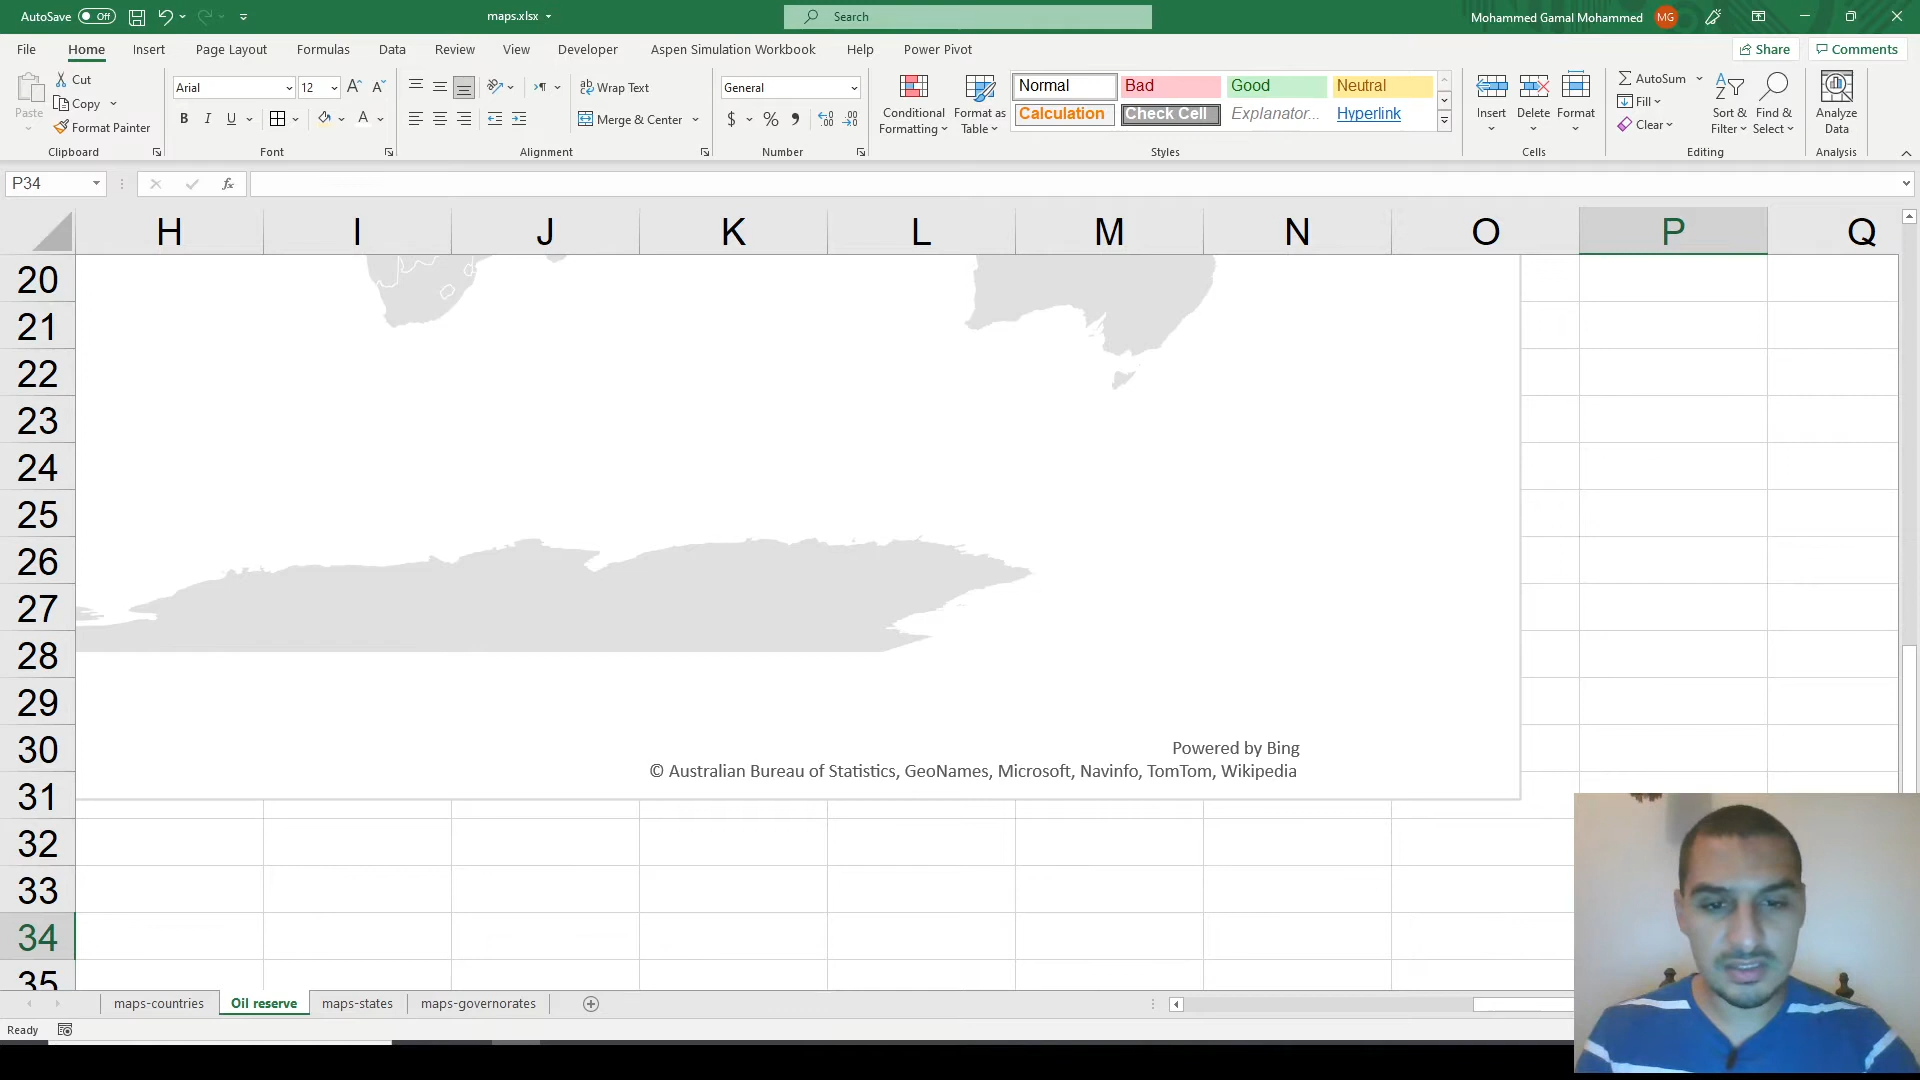 AutoSave Off maps.xlsx Search Mohammed Gamal Mohammed MG
File Home Insert Page Layout Formulas Data Review View Developer Aspen Simulation Workbook Help Power Pivot Share Comments
Paste Cut Copy Format Painter Clipboard
Arial 12 B I U A Font
Wrap Text Merge & Center Alignment
General $ % Number
Conditional Formatting Format as Table Normal Bad Good Neutral Calculation Check Cell Explanator... Hyperlink Styles
Insert Delete Format Cells
AutoSum Fill Clear Sort & Filter Find & Select Editing
Analyze Data Analysis
P34 fx
H I J K L M N O P Q
20
21
22
23
24
25
26
27
28
29
30
Powered by Bing
© Australian Bureau of Statistics, GeoNames, Microsoft, Navinfo, TomTom, Wikipedia
31
32
33
34
35
maps-countries Oil reserve maps-states maps-governorates
Ready